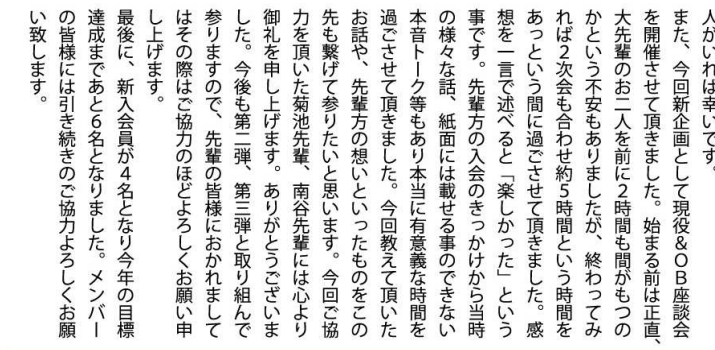 人がいれば幸いです。
また、今回新企画として現役&OB座談会
を開催させて頂きました。始まる前は正直、
大先輩のお二人を前に2時間も間がもつの
かという不安もありましたが、終わってみ
れば2次会も合わせ約5時間という時間を
あっという間に過ごさせて頂きました。感
想を一言で述べると「楽しかった」という
事です。先輩方の入会のきっかけから当時
の様々な話、紙面には載せる事のできない
本音トーク等もあり本当に有意義な時間を
過ごさせて頂きました。今回教えて頂いた
お話や、先輩方の想いといったものをこの
先も繋げて参りたいと思います。今回ご協
力を頂いた菊池先輩、南谷先輩には心より
御礼を申し上げます。ありがとうございま
した。今後も第二弾、第三弾と取り組んで
参りますので、先輩の皆様におかれまして
はその際はご協力のほどよろしくお願い申
し上げます。
最後に、新入会員が4名となり今年の目標
達成まであと6名となりました。メンバー
の皆様には引き続きのご協力よろしくお願
い致します。